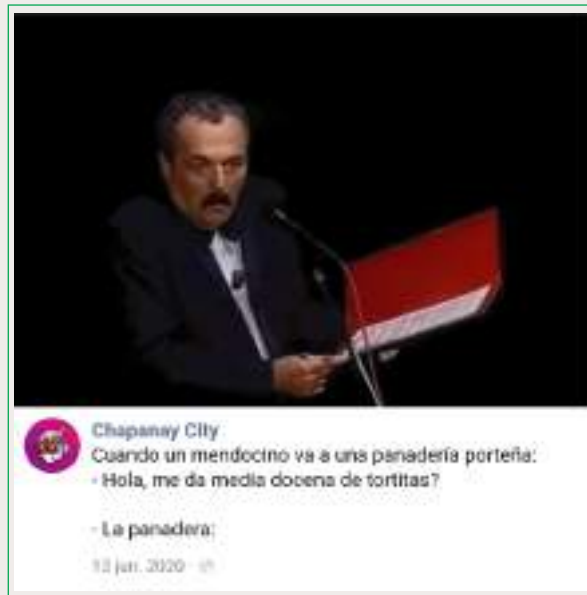 Chapanay City
Cuando un mendocino va a una panadería porteña:
- Hola, me da media docena de tortitas?
- La panadera:
12 jun. 2020